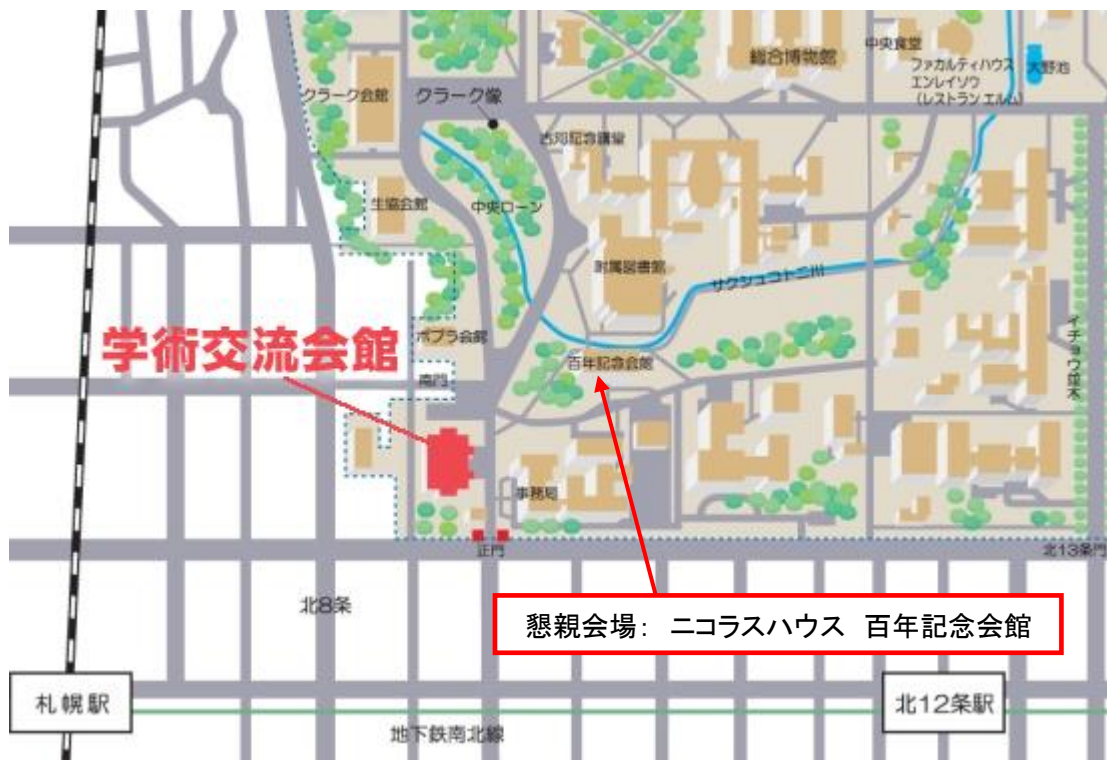 総合博物館
中央食堂
ファカルティハウス
エンレイソウ
(レストラン エルム)
大野池
クラーク会館
クラーク像
古河記念講堂
生協会館
中央ローン
附属図書館
サクシュコトニ川
イチョウ並木
学術交流会館
ポプラ会館
百年記念会館
南門
事務局
正門
北13条門
北8条
懇親会場: ニコラスハウス 百年記念会館
札幌駅
北12条駅
地下鉄南北線